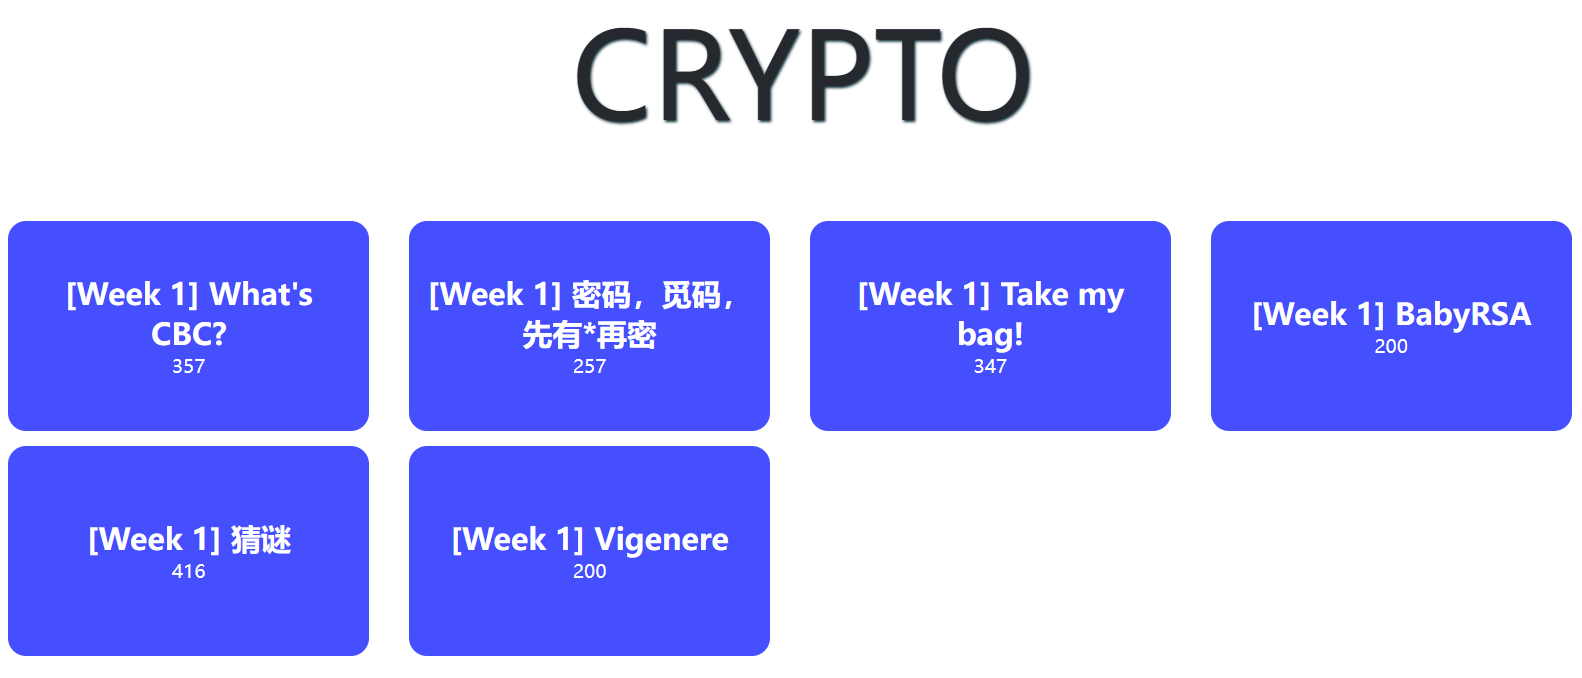 CRYPTO
[Week 1] What's
CBC?
357
[Week 1] 密码，觅码，
先有*再密
257
[Week 1] Take my
bag!
347
[Week 1] BabyRSA
200
[Week 1] 猜谜
416
[Week 1] Vigenere
200